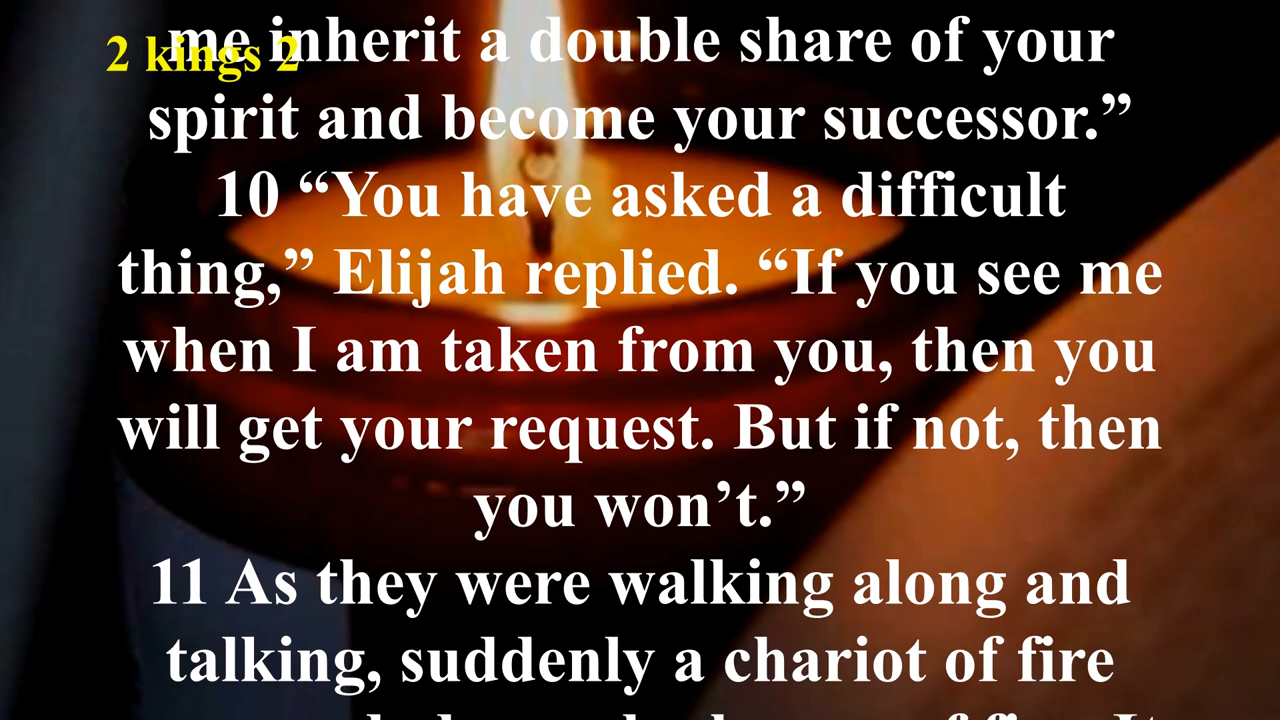 2 kings 2
me inherit a double share of your
spirit and become your successor.”
10 “You have asked a difficult
thing,” Elijah replied. “If you see me
when I am taken from you, then you
will get your request. But if not, then
you won’t.”
11 As they were walking along and
talking, suddenly a chariot of fire